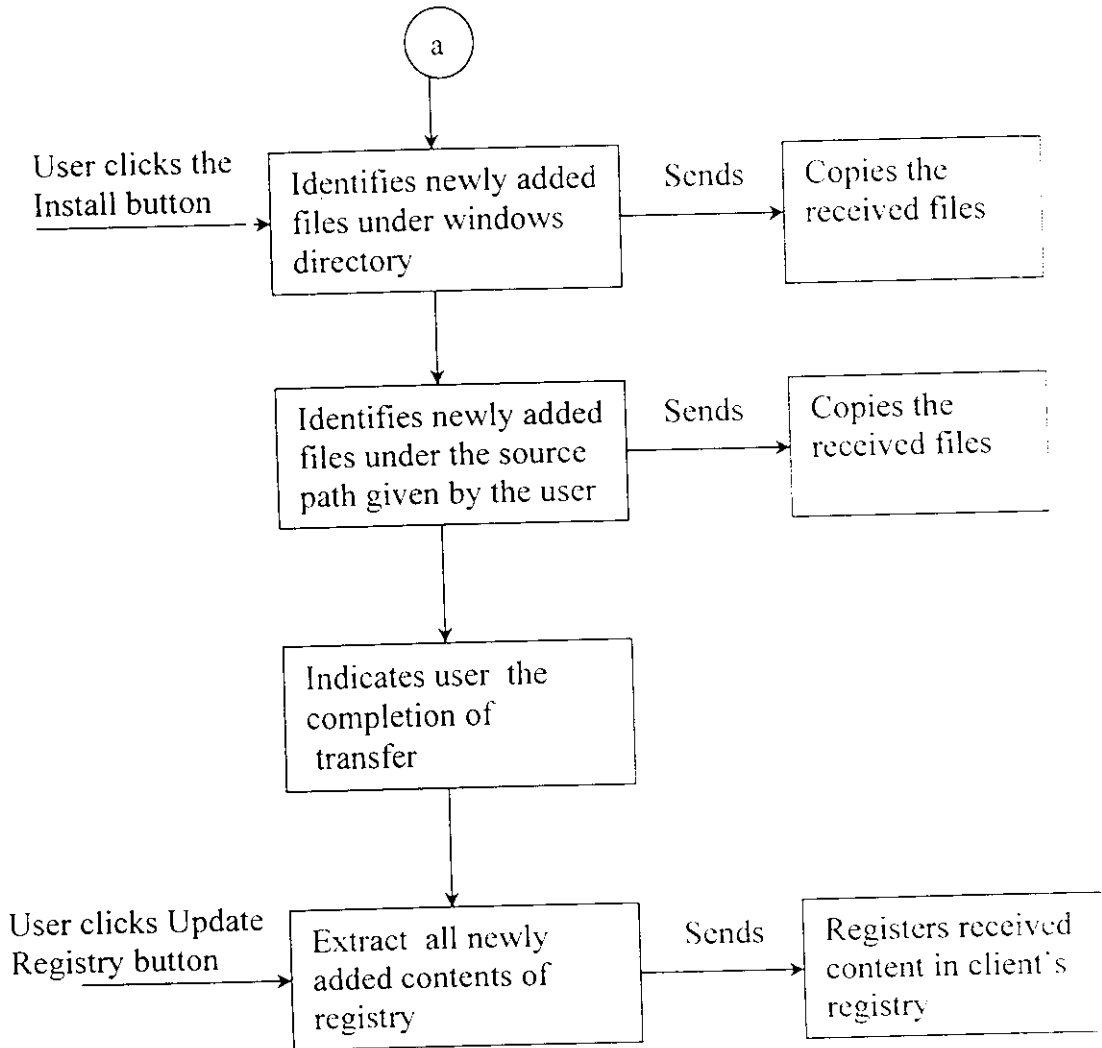 a
User clicks the
Install button
Identifies newly added
files under windows
directory
Sends
Copies the
received files
Identifies newly added
files under the source
path given by the user
Sends
Copies the
received files
Indicates user the
completion of
transfer
User clicks Update
Registry button
Extract all newly
added contents of
registry
Sends
Registers received
content in client's
registry